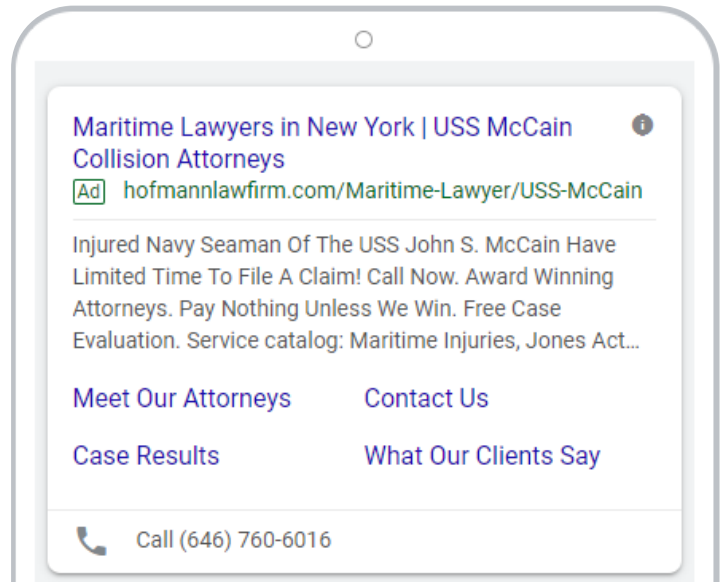 Maritime Lawyers in New York | USS McCain
Collision Attorneys
Ad hofmannlawfirm.com/Maritime-Lawyer/USS-McCain
Injured Navy Seaman Of The USS John S. McCain Have
Limited Time To File A Claim! Call Now. Award Winning
Attorneys. Pay Nothing Unless We Win. Free Case
Evaluation. Service catalog: Maritime Injuries, Jones Act...
Meet Our Attorneys Contact Us
Case Results What Our Clients Say
Call (646) 760-6016